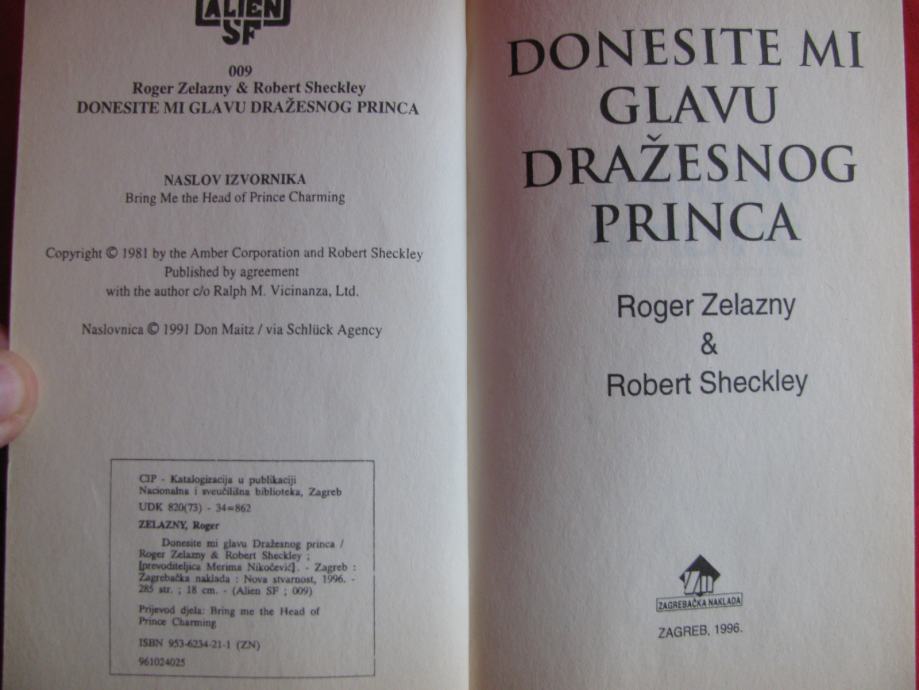 ALIEN
SF
009
Roger Zelazny & Robert Sheckley
DONESITE MI GLAVU DRAŽESNOG PRINCA
NASLOV IZVORNIKA
Bring Me the Head of Prince Charming
Copyright © 1981 by the Amber Corporation and Robert Sheckley
Published by agreement
with the author c/o Ralph M. Vicinanza, Ltd.
Naslovnica © 1991 Don Maitz / via Schlück Agency
CIP - Katalogizacija u publikaciji
Nacionalna i sveučilišna biblioteka, Zagreb
UDK 820(73) - 34=862
ZELAZNY, Roger
Donesite mi glavu Dražesnog princa /
Roger Zelazny & Robert Sheckley ;
[prevoditeljica Merima Nikočević]. - Zagreb :
Zagrebačka naklada : Nova stvarnost, 1996. -
285 str. ; 18 cm. - (Alien SF ; 009)
Prijevod djela: Bring me the Head of
Prince Charming
ISBN 953-6234-21-1 (ZN)
961024025
DONESITE MI
GLAVU
DRAŽESNOG
PRINCA
Roger Zelazny
&
Robert Sheckley
ZN
ZAGREBAČKA NAKLADA
ZAGREB, 1996.